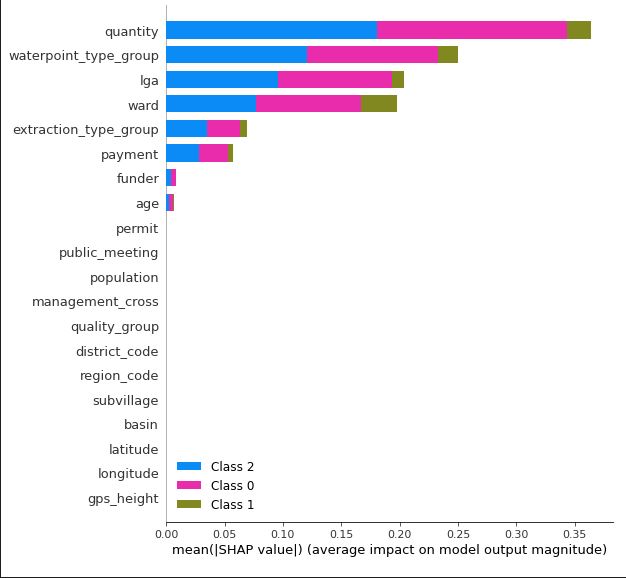 quantity
waterpoint_type_group
lga
ward
extraction_type_group
payment
funder
age
permit
public_meeting
population
management_cross
quality_group
district_code
region_code
subvillage
basin
latitude
longitude
gps_height
Class 2
Class 0
Class 1
0.00 0.05 0.10 0.15 0.20 0.25 0.30 0.35
mean(|SHAP value|) (average impact on model output magnitude)